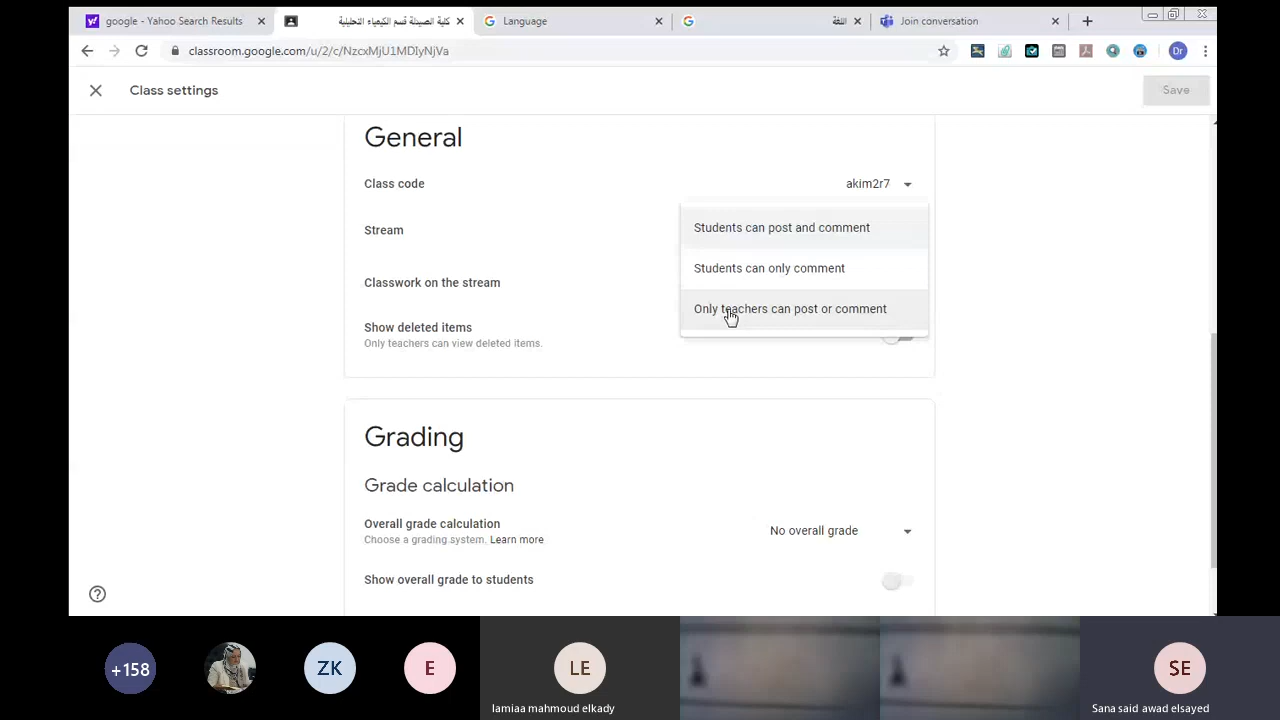 google - Yahoo Search Results
كلية الصيدلة قسم الكيمياء التحليلية
Language
اللغة
Join conversation
classroom.google.com/u/2/c/NzcxMjU1MDIyNjVa
Dr
Class settings
Save
General
Class code
akim2r7
Stream
Students can post and comment
Students can only comment
Classwork on the stream
Only teachers can post or comment
Show deleted items
Only teachers can view deleted items.
Grading
Grade calculation
Overall grade calculation
Choose a grading system. Learn more
No overall grade
Show overall grade to students
+158
ZK
E
LE
SE
lamiaa mahmoud elkady
Sana said awad elsayed